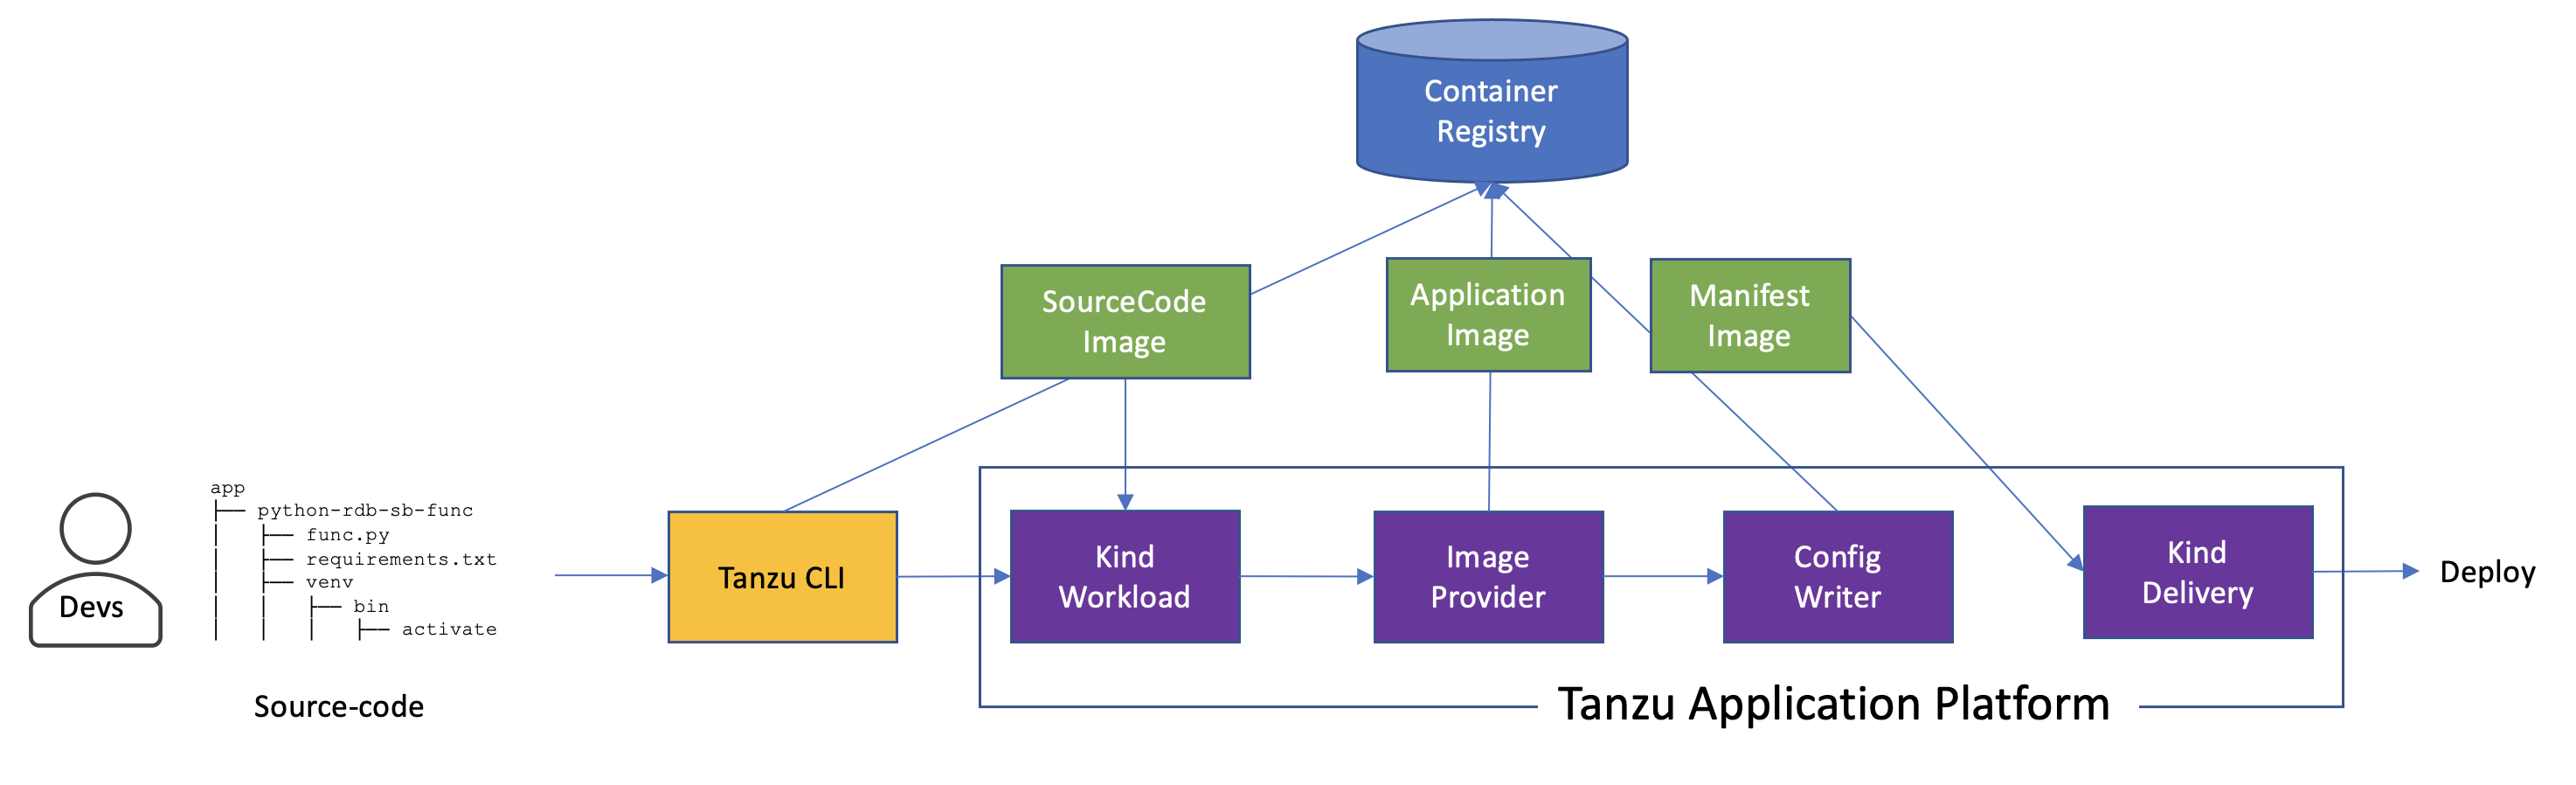 Container
Registry
SourceCode
Image
Application
Image
Manifest
Image
Devs
app
├── python-rdb-sb-func
│   ├── func.py
│   ├── requirements.txt
│   ├── venv
│   │   ├── bin
│   │   │   ├── activate
Source-code
Tanzu CLI
Kind
Workload
Image
Provider
Config
Writer
Kind
Delivery
Deploy
Tanzu Application Platform